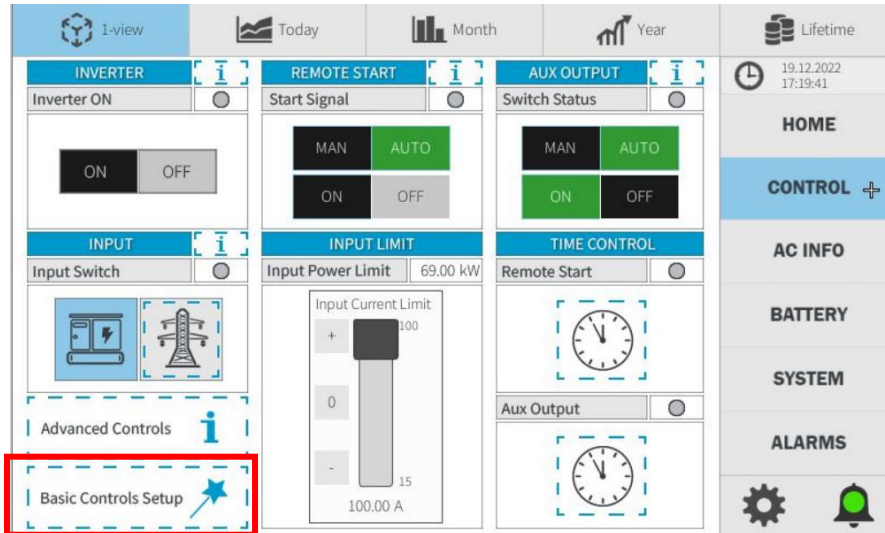 1-view
Today
Month
Year
Lifetime
INVERTER
i
Inverter ON
ON OFF
REMOTE START
i
Start Signal
MAN AUTO
ON OFF
AUX OUTPUT
i
Switch Status
MAN AUTO
ON OFF
INPUT
i
Input Switch
INPUT LIMIT
Input Power Limit 69.00 kW
Input Current Limit
+
100
0
-
15
100.00 A
TIME CONTROL
Remote Start
Aux Output
Advanced Controls
i
Basic Controls Setup
19.12.2022
17:19:41
HOME
CONTROL
AC INFO
BATTERY
SYSTEM
ALARMS